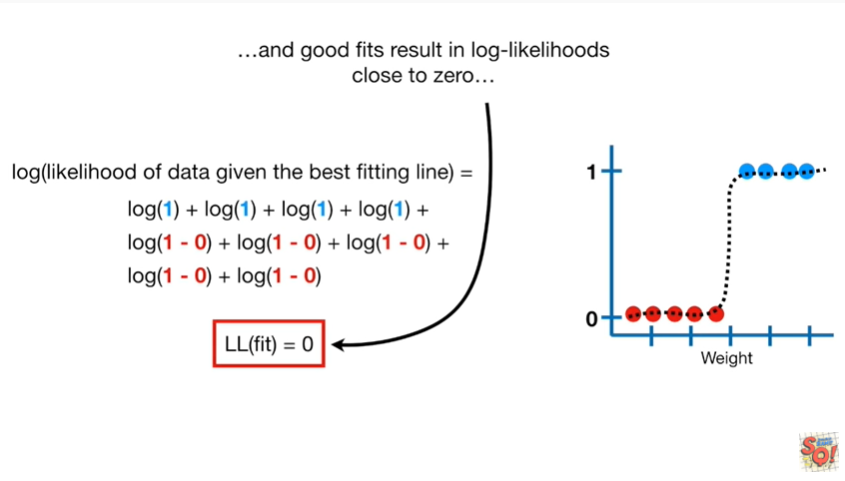 …and good fits result in log-likelihoods
close to zero…
log(likelihood of data given the best fitting line) =
log(1) + log(1) + log(1) + log(1) +
log(1 - 0) + log(1 - 0) + log(1 - 0) +
log(1 - 0) + log(1 - 0)
LL(fit) = 0
1
0
Weight
SQ!